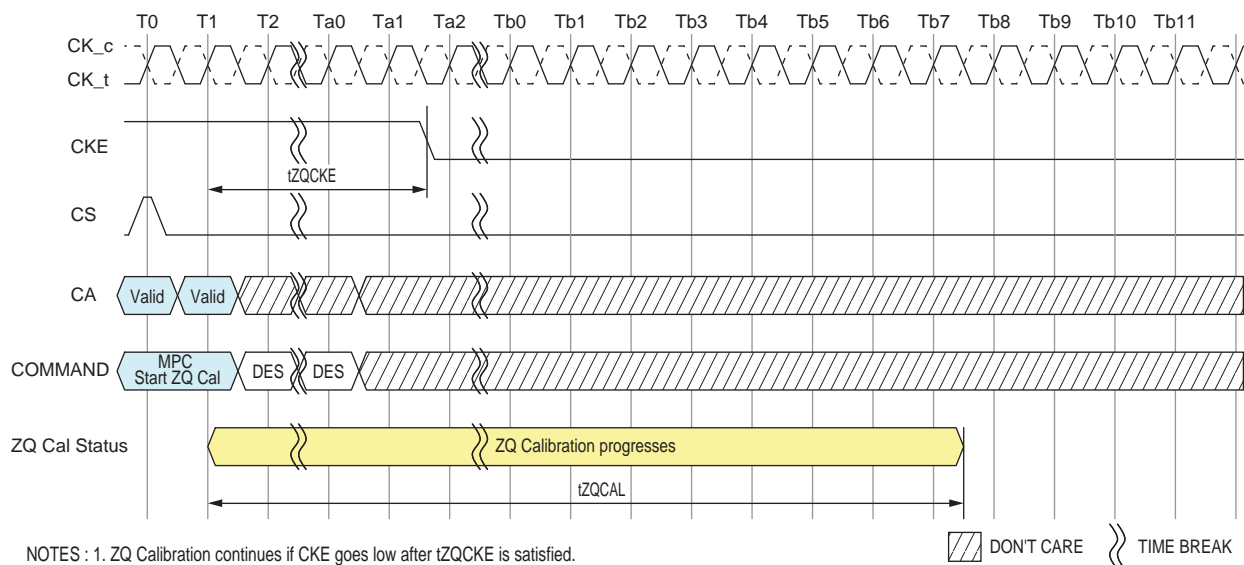 T0 T1 T2 Ta0 Ta1 Ta2 Tb0 Tb1 Tb2 Tb3 Tb4 Tb5 Tb6 Tb7 Tb8 Tb9 Tb10 Tb11
CK_c
CK_t
CKE
tZQCKE
CS
CA Valid Valid
COMMAND MPC Start ZQ Cal DES DES
ZQ Cal Status ZQ Calibration progresses
tZQCAL
NOTES : 1. ZQ Calibration continues if CKE goes low after tZQCKE is satisfied.
DON'T CARE TIME BREAK